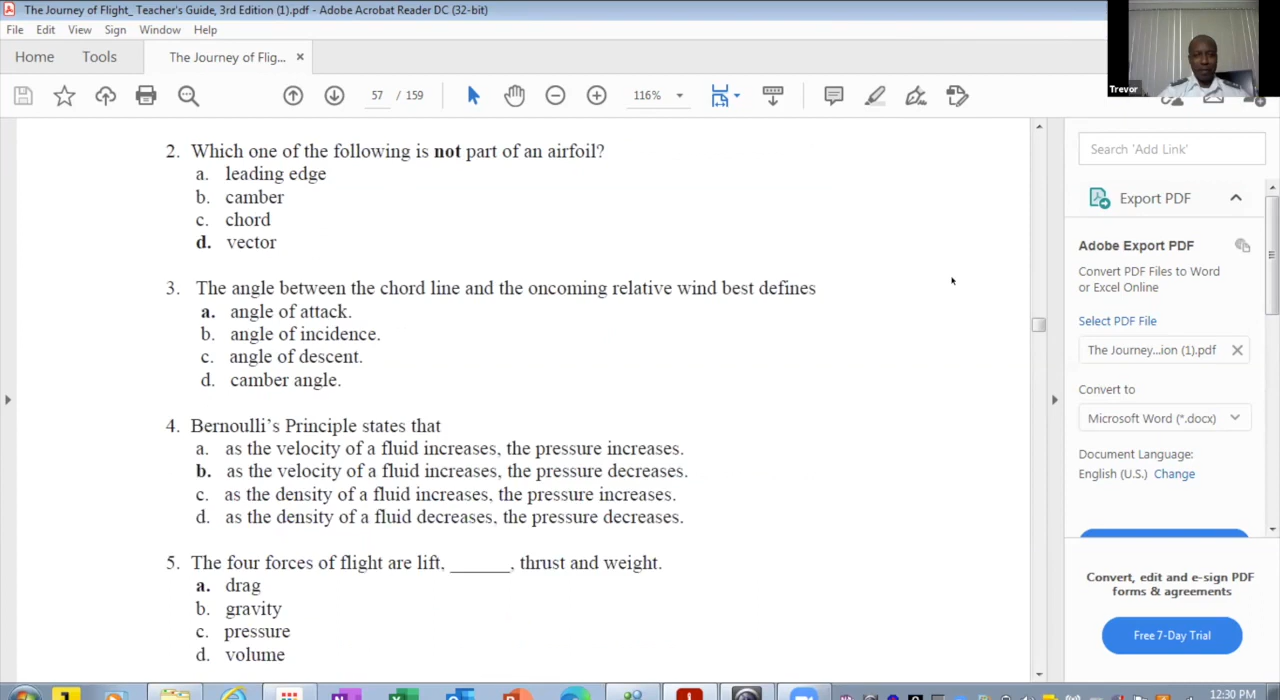 The Journey of Flight_ Teacher's Guide, 3rd Edition (1).pdf - Adobe Acrobat Reader DC (32-bit)
File Edit View Sign Window Help
Home Tools The Journey of Flig... ×
57 / 159 116%
Trevor
2. Which one of the following is not part of an airfoil?
a. leading edge
b. camber
c. chord
d. vector
3. The angle between the chord line and the oncoming relative wind best defines
a. angle of attack.
b. angle of incidence.
c. angle of descent.
d. camber angle.
4. Bernoulli's Principle states that
a. as the velocity of a fluid increases, the pressure increases.
b. as the velocity of a fluid increases, the pressure decreases.
c. as the density of a fluid increases, the pressure increases.
d. as the density of a fluid decreases, the pressure decreases.
5. The four forces of flight are lift, ______, thrust and weight.
a. drag
b. gravity
c. pressure
d. volume
Search 'Add Link'
Export PDF
Adobe Export PDF
Convert PDF Files to Word
or Excel Online
Select PDF File
The Journey...ion (1).pdf
Convert to
Microsoft Word (*.docx)
Document Language:
English (U.S.) Change
Convert, edit and e-sign PDF
forms & agreements
Free 7-Day Trial
12:30 PM